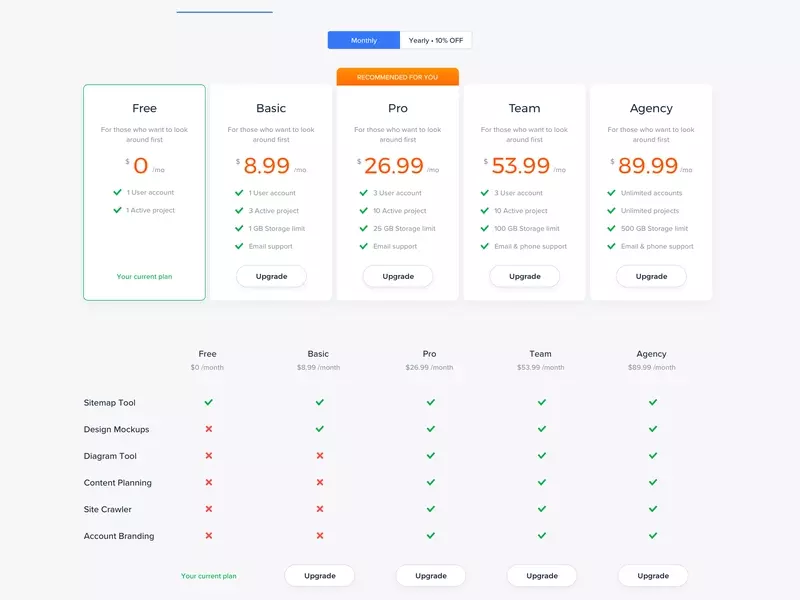 Monthly
Yearly • 10% OFF
RECOMMENDED FOR YOU
Free
For those who want to look
around first
$ 0 /mo
1 User account
1 Active project
Your current plan
Basic
For those who want to look
around first
$ 8.99 /mo
1 User account
3 Active project
1 GB Storage limit
Email support
Upgrade
Pro
For those who want to look
around first
$ 26.99 /mo
3 User account
10 Active project
25 GB Storage limit
Email support
Upgrade
Team
For those who want to look
around first
$ 53.99 /mo
3 User account
10 Active project
100 GB Storage limit
Email & phone support
Upgrade
Agency
For those who want to look
around first
$ 89.99 /mo
Unlimited accounts
Unlimited projects
500 GB Storage limit
Email & phone support
Upgrade
Free Basic Pro Team Agency
$0 /month $8.99 /month $26.99 /month $53.99 /month $89.99 /month
Sitemap Tool
Design Mockups
Diagram Tool
Content Planning
Site Crawler
Account Branding
Your current plan Upgrade Upgrade Upgrade Upgrade